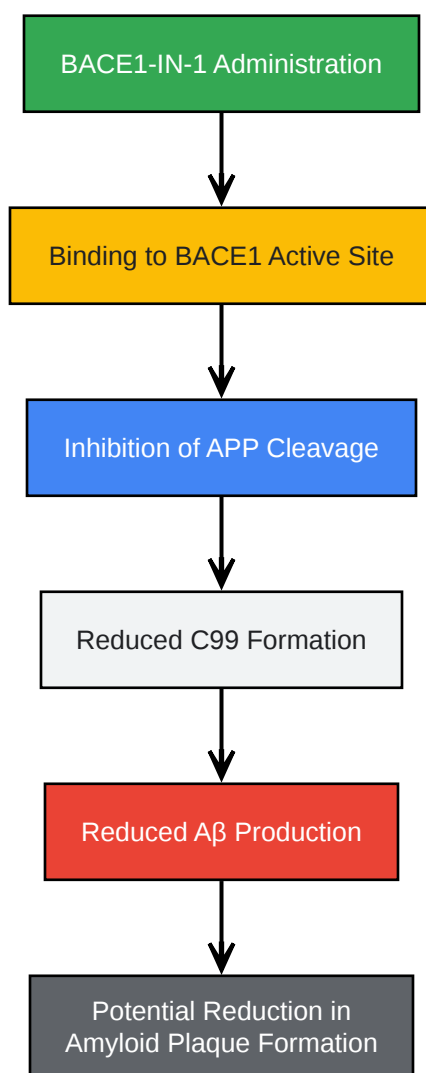 BACE1-IN-1 Administration
Binding to BACE1 Active Site
Inhibition of APP Cleavage
Reduced C99 Formation
Reduced Aβ Production
Potential Reduction in
Amyloid Plaque Formation